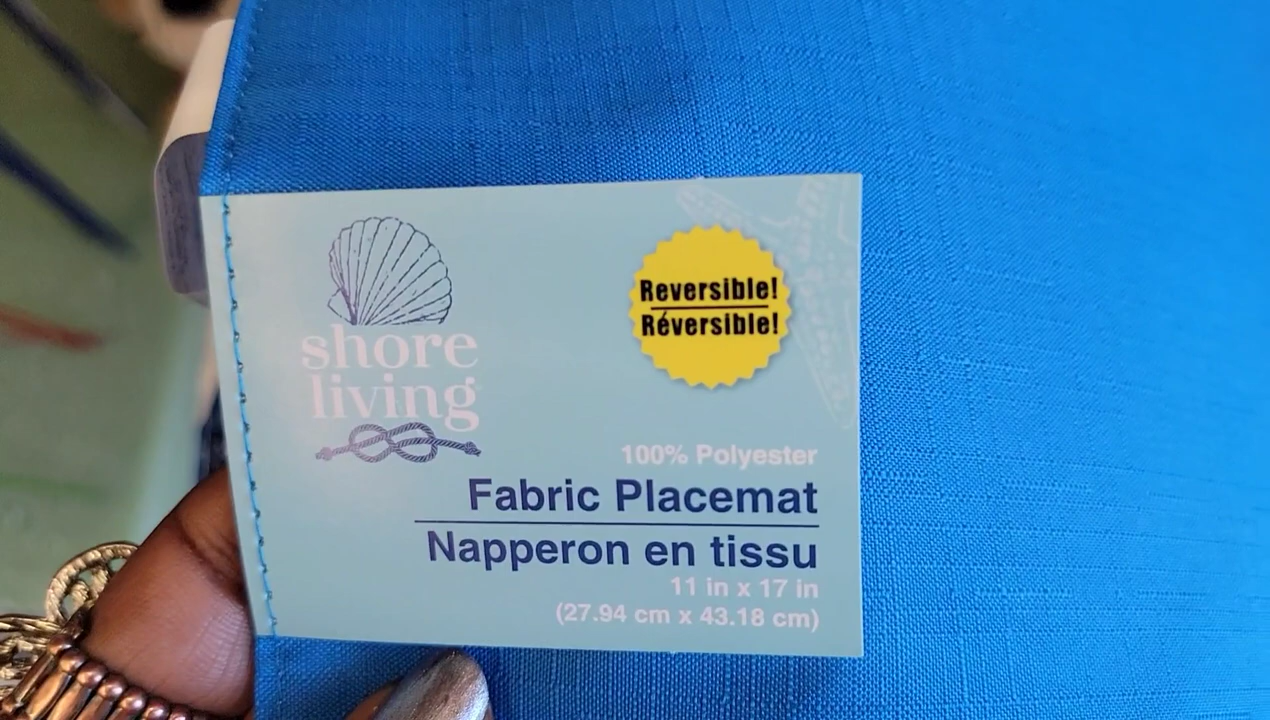 shore
living
Reversible!
Réversible!
100% Polyester
Fabric Placemat
Napperon en tissu
11 in x 17 in
(27.94 cm x 43.18 cm)